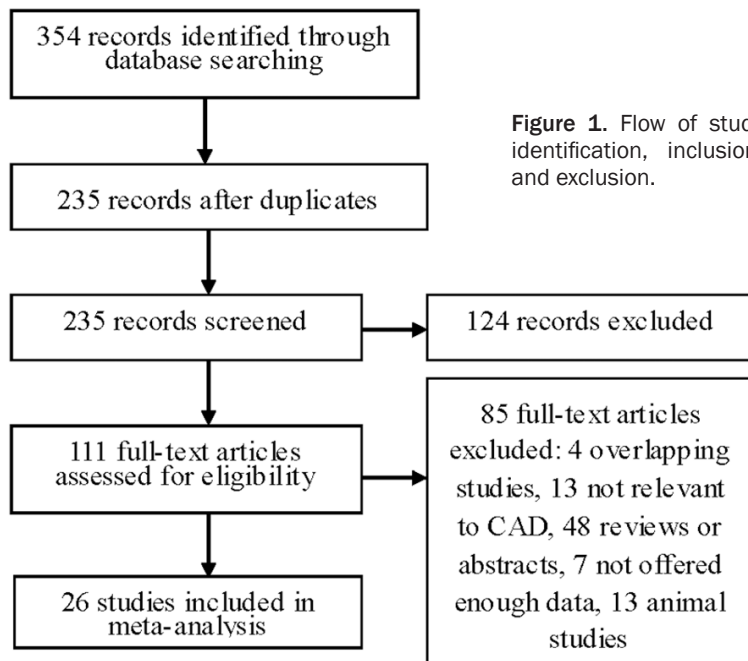 354 records identified through
database searching
Figure 1. Flow of stud
identification, inclusion
and exclusion.
235 records after duplicates
235 records screened
124 records excluded
111 full-text articles
assessed for eligibility
85 full-text articles
excluded: 4 overlapping
studies, 13 not relevant
to CAD, 48 reviews or
abstracts, 7 not offered
enough data, 13 animal
studies
26 studies included in
meta-analysis